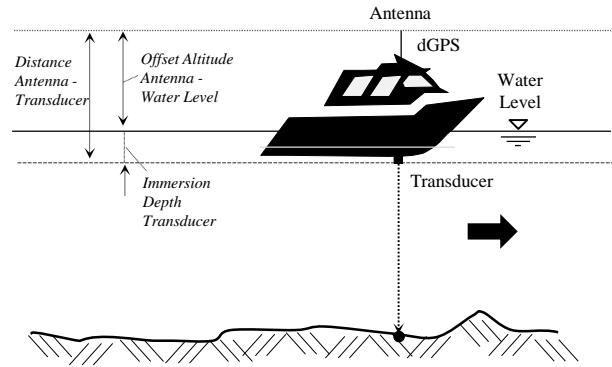 Antenna
dGPS
Distance
Antenna -
Transducer
Offset Altitude
Antenna -
Water Level
Water
Level
Immersion
Depth
Transducer
Transducer